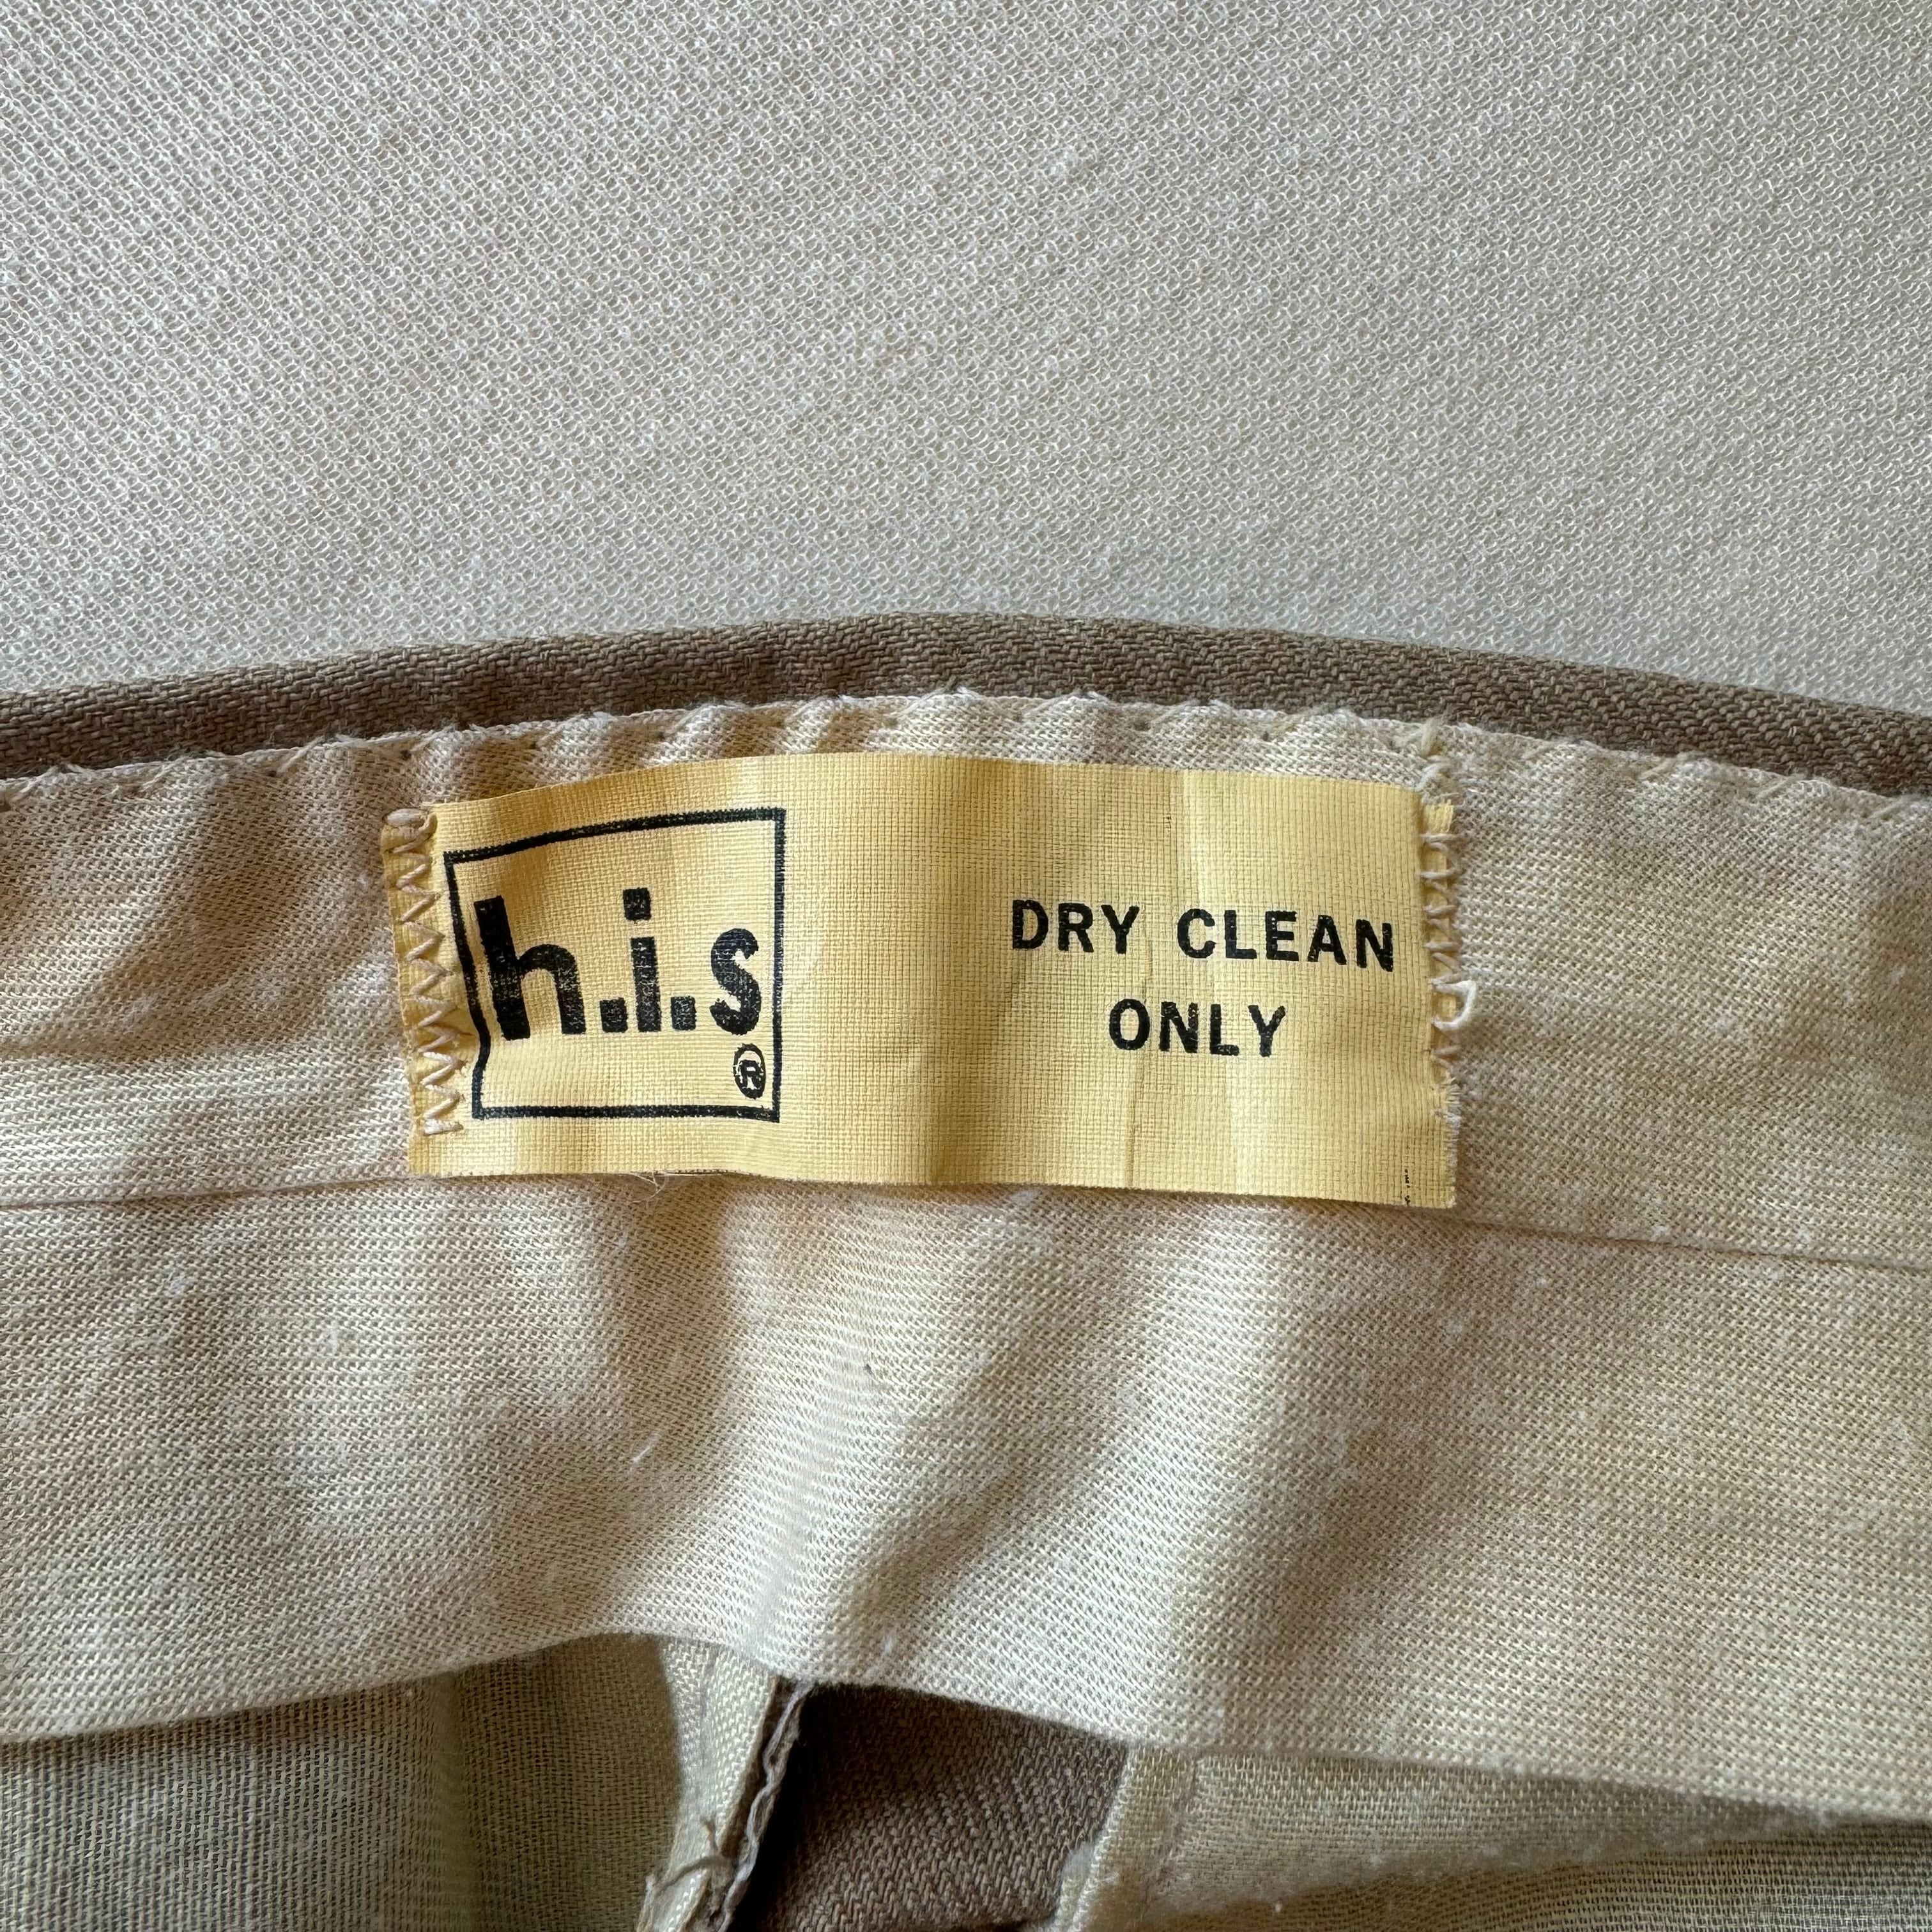 h.i.s
®
DRY CLEAN
ONLY